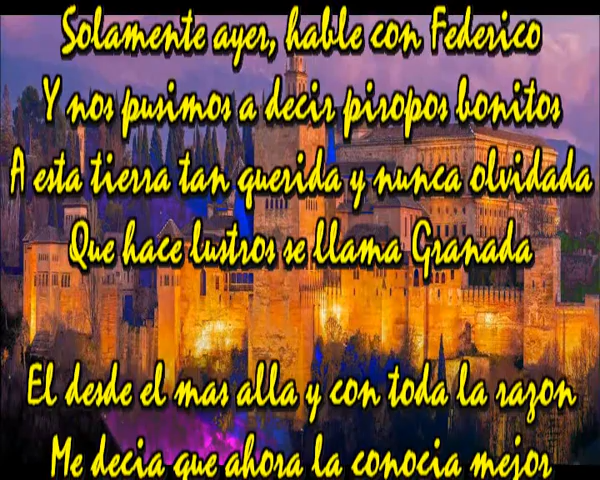 Solamente ayer, hable con Federico
Y nos pusimos a decir piropos bonitos
A esta tierra tan querida y nunca olvidada
Que hace lustros se llama Granada
El desde el mas alla y con toda la razon
Me decia que ahora la conocia mejor